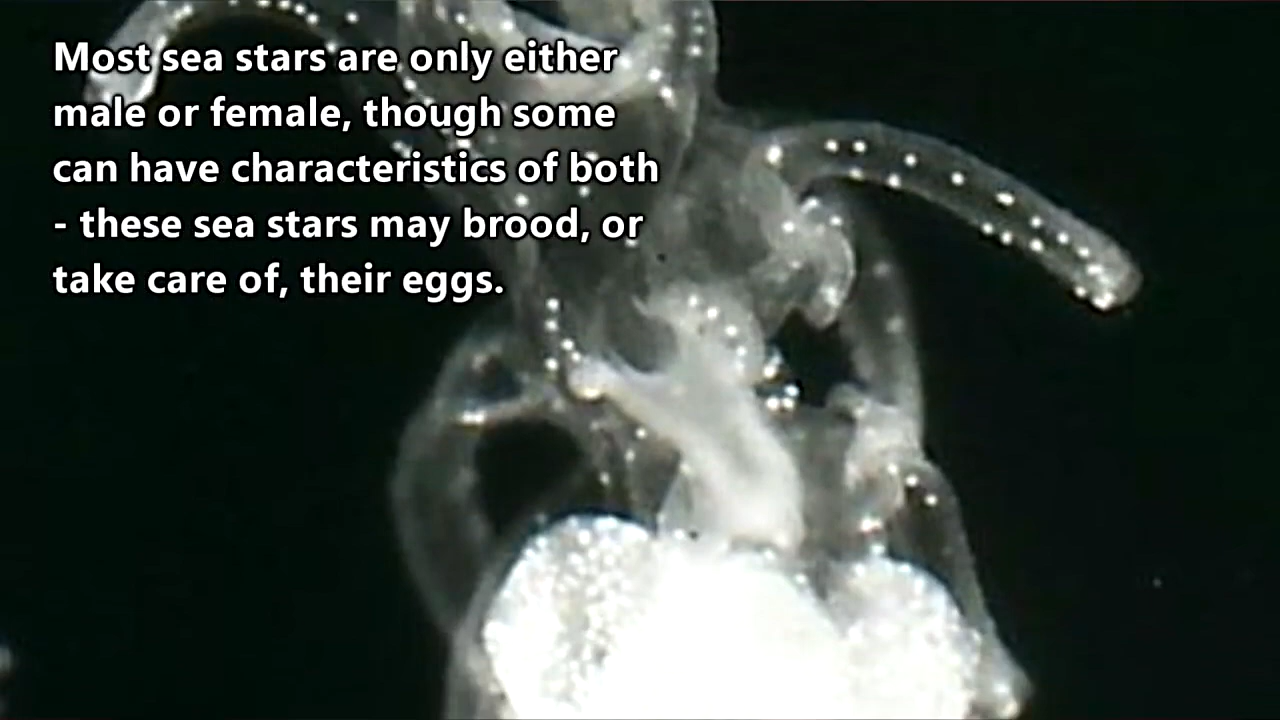 Most sea stars are only either
male or female, though some
can have characteristics of both
- these sea stars may brood, or
take care of, their eggs.